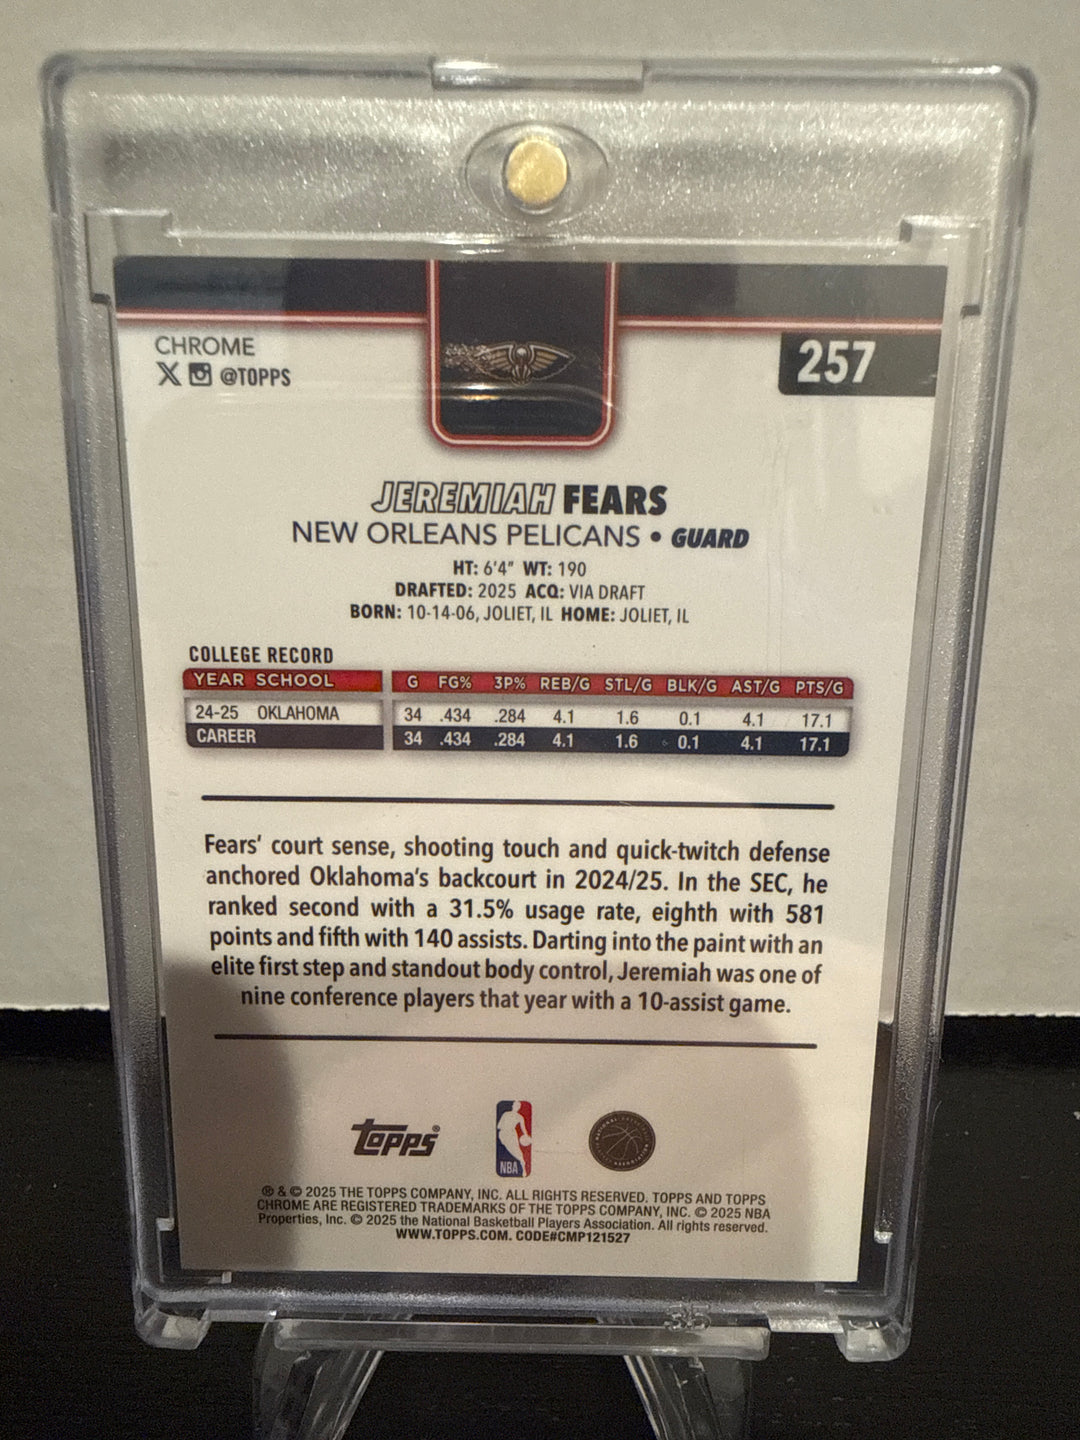 CHROME
@TOPPS
257
JEREMIAH FEARS
NEW ORLEANS PELICANS • GUARD
HT: 6'4" WT: 190
DRAFTED: 2025 ACQ: VIA DRAFT
BORN: 10-14-06, JOLIET, IL HOME: JOLIET, IL
COLLEGE RECORD
YEAR SCHOOL G FG% 3P% REB/G STL/G BLK/G AST/G PTS/G
24-25 OKLAHOMA 34 .434 .284 4.1 1.6 0.1 4.1 17.1
CAREER 34 .434 .284 4.1 1.6 0.1 4.1 17.1
Fears' court sense, shooting touch and quick-twitch defense
anchored Oklahoma's backcourt in 2024/25. In the SEC, he
ranked second with a 31.5% usage rate, eighth with 581
points and fifth with 140 assists. Darting into the paint with an
elite first step and standout body control, Jeremiah was one of
nine conference players that year with a 10-assist game.
Topps®
NBA
® & © 2025 THE TOPPS COMPANY, INC. ALL RIGHTS RESERVED. TOPPS AND TOPPS
CHROME ARE REGISTERED TRADEMARKS OF THE TOPPS COMPANY, INC. © 2025 NBA
Properties, Inc. © 2025 the National Basketball Players Association. All rights reserved.
WWW.TOPPS.COM. CODE#CMP121527
35